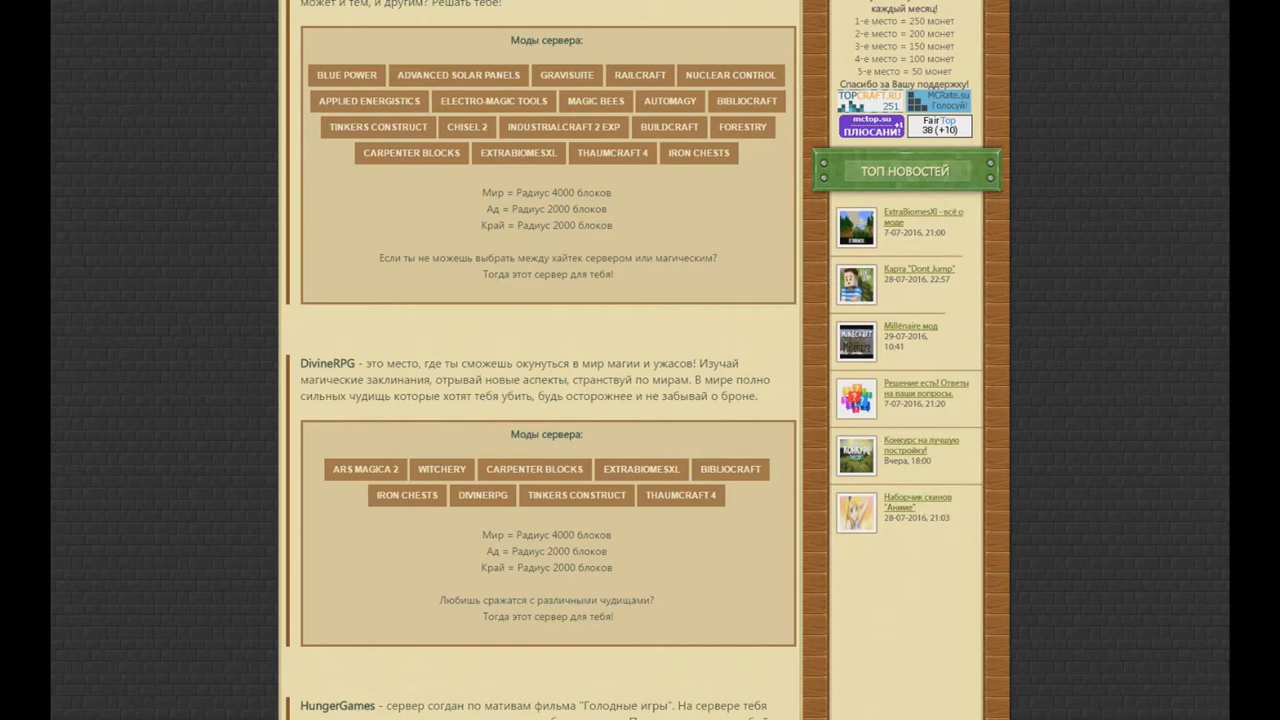 может и тем, и другим? Решать тебе!
Моды сервера:
BLUE POWER ADVANCED SOLAR PANELS GRAVISUITE RAILCRAFT NUCLEAR CONTROL
APPLIED ENERGISTICS ELECTRO-MAGIC TOOLS MAGIC BEES AUTOMAGY BIBLIOCRAFT
TINKERS CONSTRUCT CHISEL 2 INDUSTRIALCRAFT 2 EXP BUILDCRAFT FORESTRY
CARPENTER BLOCKS EXTRABIOMESXL THAUMCRAFT 4 IRON CHESTS
Мир = Радиус 4000 блоков
Ад = Радиус 2000 блоков
Край = Радиус 2000 блоков
Если ты не можешь выбрать между хайтек сервером или магическим?
Тогда этот сервер для тебя!
DivineRPG - это место, где ты сможешь окунуться в мир магии и ужасов! Изучай
магические заклинания, отрывай новые аспекты, странствуй по мирам. В мире полно
сильных чудищь которые хотят тебя убить, будь осторожнее и не забывай о броне.
Моды сервера:
ARS MAGICA 2 WITCHERY CARPENTER BLOCKS EXTRABIOMESXL BIBLIOCRAFT
IRON CHESTS DIVINERPG TINKERS CONSTRUCT THAUMCRAFT 4
Мир = Радиус 4000 блоков
Ад = Радиус 2000 блоков
Край = Радиус 2000 блоков
Любишь сражатся с различными чудищами?
Тогда этот сервер для тебя!
HungerGames - сервер согдан по мативам фильма "Голодные игры". На сервере тебя
каждый месяц!
1-е место = 250 монет
2-е место = 200 монет
3-е место = 150 монет
4-е место = 100 монет
5-е место = 50 монет
Спасибо за Вашу поддержку!
TOPCRAFT.RU
251
MCRate.su
Голосуй!
mctop.su +1
ПЛЮСАНИ!
FairTop
38 (+10)
ТОП НОВОСТЕЙ
ExtraBiomesXl - всё о
моде
7-07-2016, 21:00
Карта "Dont Jump"
28-07-2016, 22:57
Millénaire мод
29-07-2016,
10:41
Решение есть! Ответы
на ваши вопросы.
7-07-2016, 21:20
Конкурс на лучшую
постройку!
Вчера, 18:00
Наборчик скинов
"Аниме"
28-07-2016, 21:03